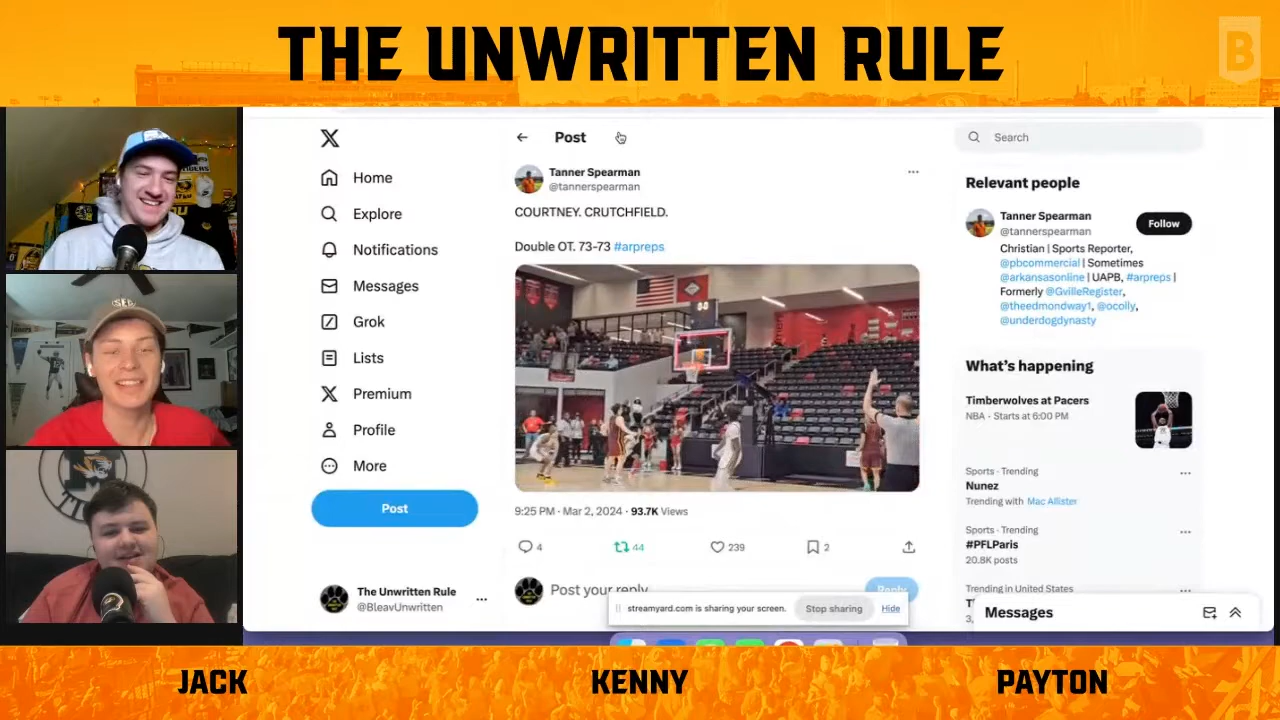 THE UNWRITTEN RULE
B
TIGERS
SEW
Post
Search
Tanner Spearman
@tannerspearman
COURTNEY. CRUTCHFIELD.
Double OT. 73-73 #arpreps
9:25 PM · Mar 2, 2024 · 93.7K Views
4
44
239
2
Post your reply
Reply
Home
Explore
Notifications
Messages
Grok
Lists
Premium
Profile
More
Post
The Unwritten Rule
@BleavUnwritten
Relevant people
Tanner Spearman
@tannerspearman
Follow
Christian | Sports Reporter,
@pbcommercial | Sometimes
@arkansasonline | UAPB, #arpreps |
Formerly @GvilleRegister,
@theedmondway1, @ocolly,
@underdogdynasty
What's happening
Timberwolves at Pacers
NBA · Starts at 6:00 PM
Sports · Trending
Nunez
Trending with Mac Allister
Sports · Trending
#PFLParis
20.8K posts
Trending in United States
Messages
streamyard.com is sharing your screen.
Stop sharing
Hide
JACK
KENNY
PAYTON